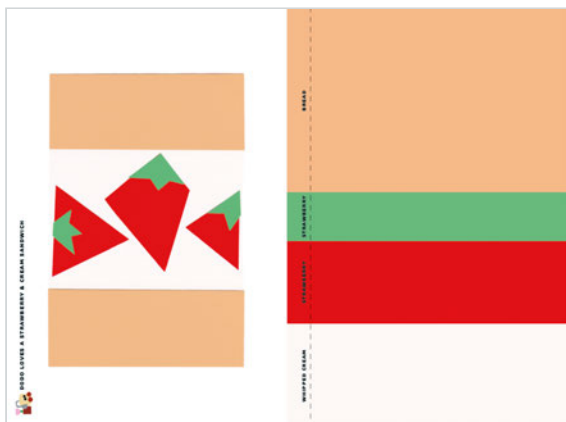 DODO LOVES A STRAWBERRY & CREAM SANDWICH
BREAD
STRAWBERRY
STRAWBERRY
WHIPPED CREAM